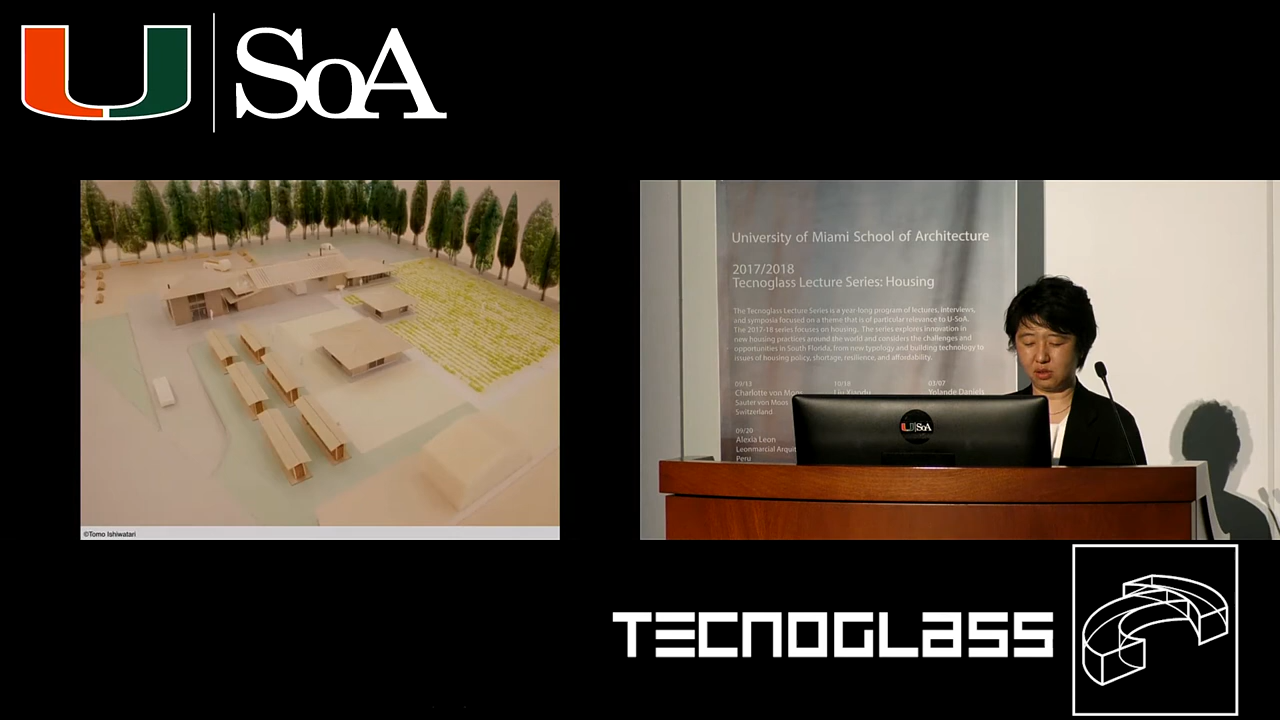 U SoA
University of Miami School of Architecture
2017/2018
Tecnoglass Lecture Series: Housing
The Tecnoglass Lecture Series is a year-long program of lectures, interviews,
and symposia focused on a theme that is of particular relevance to U-SoA.
The 2017-18 series focuses on housing. The series explores innovation in
new housing practices around the world and considers the challenges and
opportunities in South Florida, from new typology and building technology to
issues of housing policy, shortage, resilience, and affordability.
09/13
Charlotte von Moos
Sauter von Moos
Switzerland
10/18
03/07
Yolande Daniels
09/20
Alexia Leon
Leonmarcial
Peru
U SoA
©Tomo Ishiwatari
TECNOGLASS